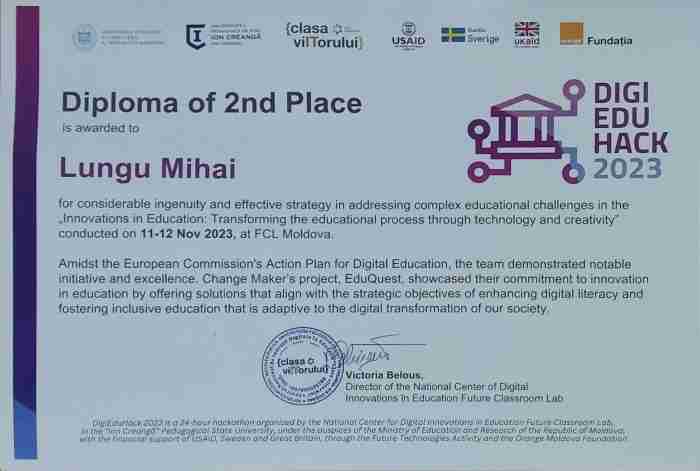 ION CREANGĂ
{clasa
viITorului}
USAID
Sverige
ukaid
Fundația
Diploma of 2nd Place
is awarded to
DIGI
EDU
HACK
2023
Lungu Mihai
for considerable ingenuity and effective strategy in addressing complex educational challenges in the
„Innovations in Education: Transforming the educational process through technology and creativity”
conducted on 11-12 Nov 2023, at FCL Moldova.
Amidst the European Commission's Action Plan for Digital Education, the team demonstrated notable
initiative and excellence. Change Maker's project, EduQuest, showcased their commitment to innovation
in education by offering solutions that align with the strategic objectives of enhancing digital literacy and
fostering inclusive education that is adaptive to the digital transformation of our society.
{clasa
viITorului}
Victoria Belous,
Director of the National Center of Digital
Innovations în Education Future Classroom Lab
DigiEduHack 2023 is a 24-hour hackathon organised by the National Center for Digital Innovations in Education Future Classroom Lab,
in the "Ion Creangă" Pedagogical State University, under the auspices of the Ministry of Education and Research of the Republic of Moldova,
with the financial support of USAID, Sweden and Great Britain, through the Future Technologies Activity and the Orange Moldova Foundation.